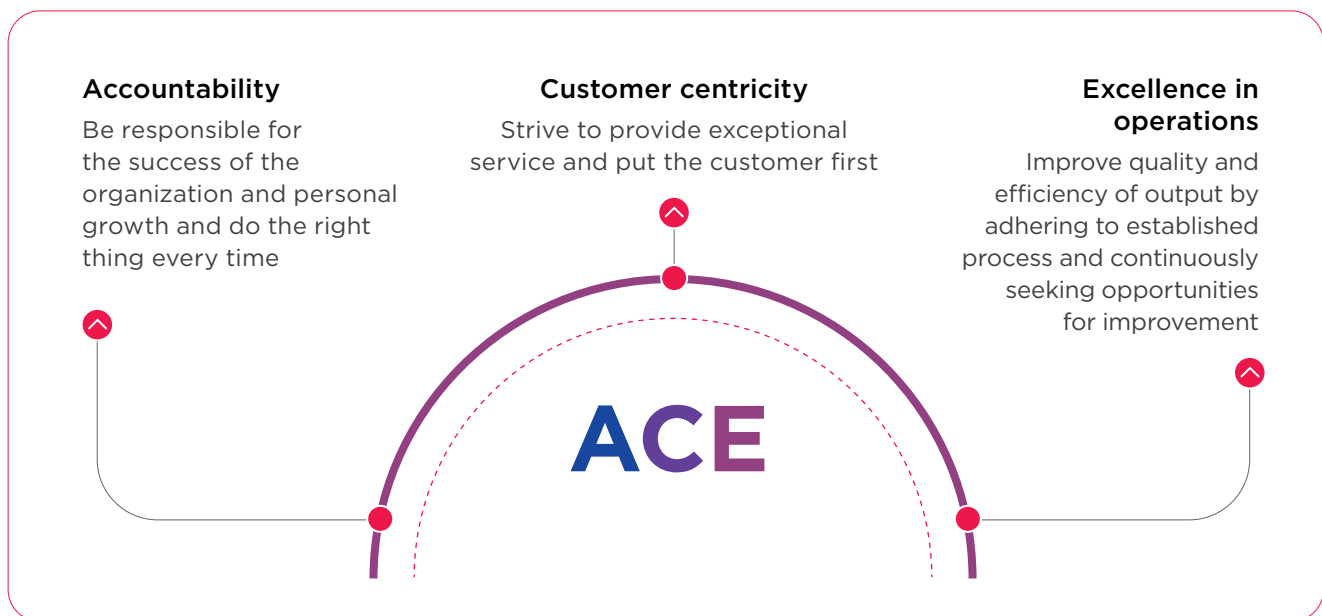 Accountability
Be responsible for
the success of the
organization and personal
growth and do the right
thing every time
Customer centricity
Strive to provide exceptional
service and put the customer first
Excellence in
operations
Improve quality and
efficiency of output by
adhering to established
process and continuously
seeking opportunities
for improvement
ACE